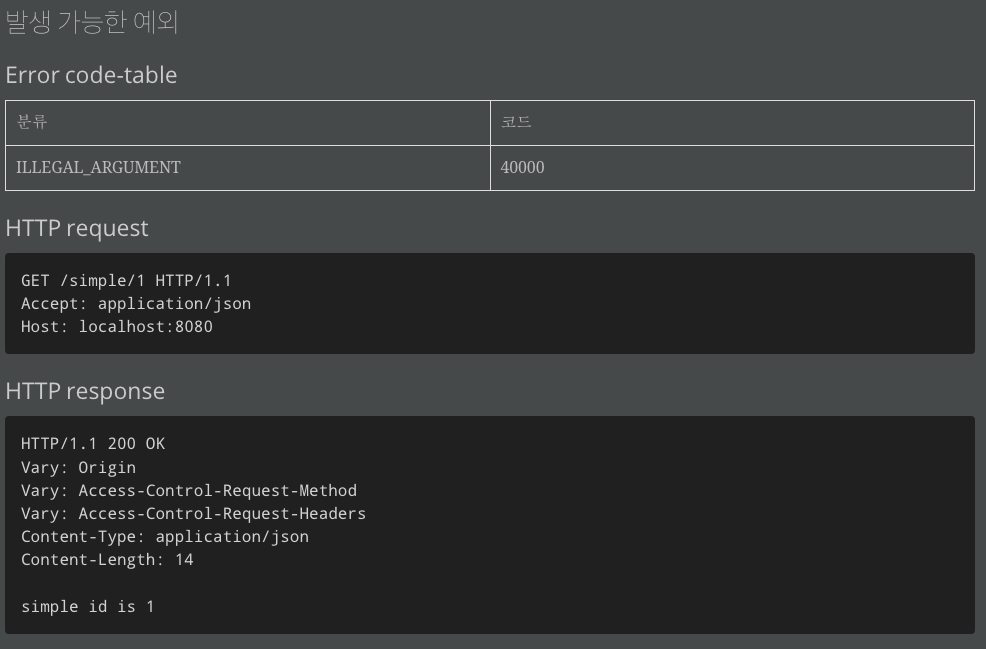 발생 가능한 예외
Error code-table
분류 코드
ILLEGAL_ARGUMENT 40000
HTTP request
GET /simple/1 HTTP/1.1
Accept: application/json
Host: localhost:8080
HTTP response
HTTP/1.1 200 OK
Vary: Origin
Vary: Access-Control-Request-Method
Vary: Access-Control-Request-Headers
Content-Type: application/json
Content-Length: 14
simple id is 1